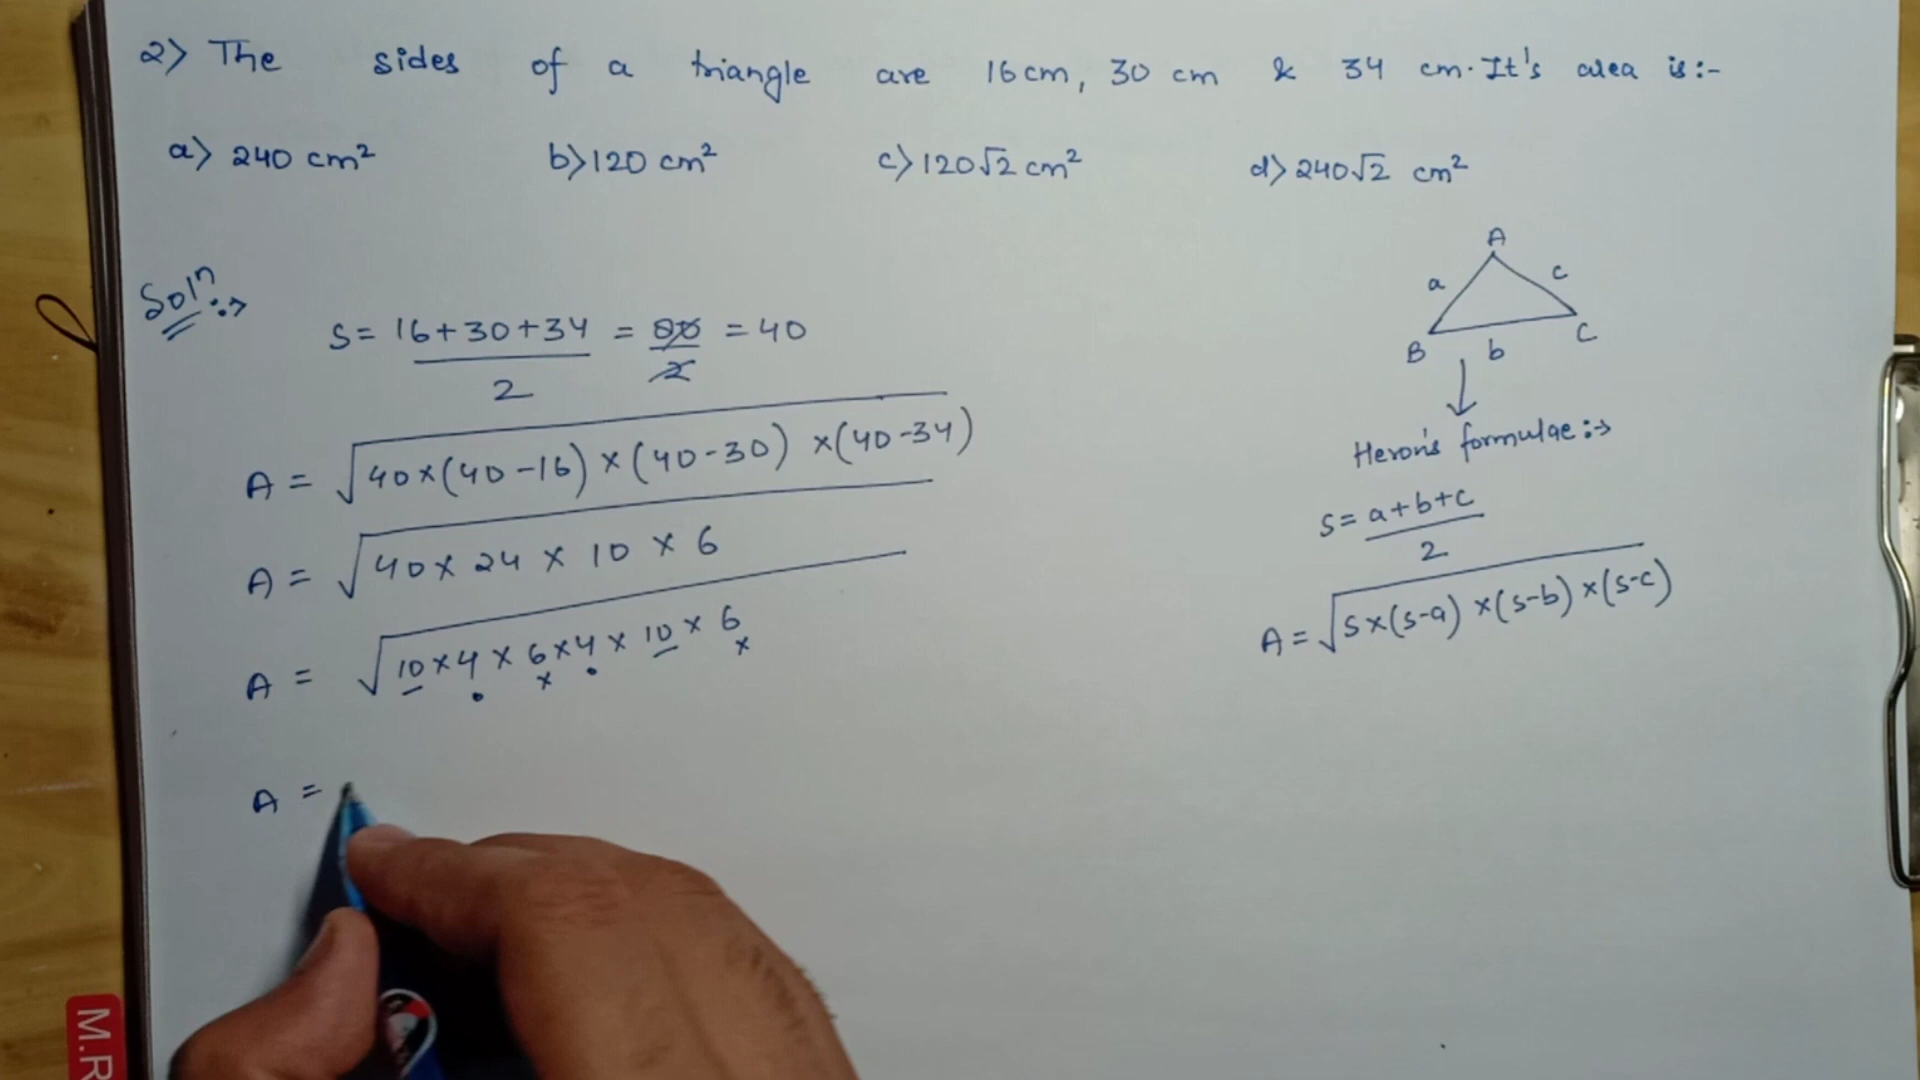 2) The sides of a triangle are 16cm, 30 cm & 34 cm. It's area is :-
a) 240 cm² b) 120 cm² c) 120√2 cm² d) 240√2 cm²
Solⁿ :→
S = 16+30+34 / 2 = 80/2 = 40
A = √40×(40-16)×(40-30)×(40-34)
A = √40×24×10×6
A = √10×4×6×4×10×6
A =
A
a c
B b C
Heron's formulae :→
S = a+b+c / 2
A = √S×(S-a)×(S-b)×(S-c)
M.R